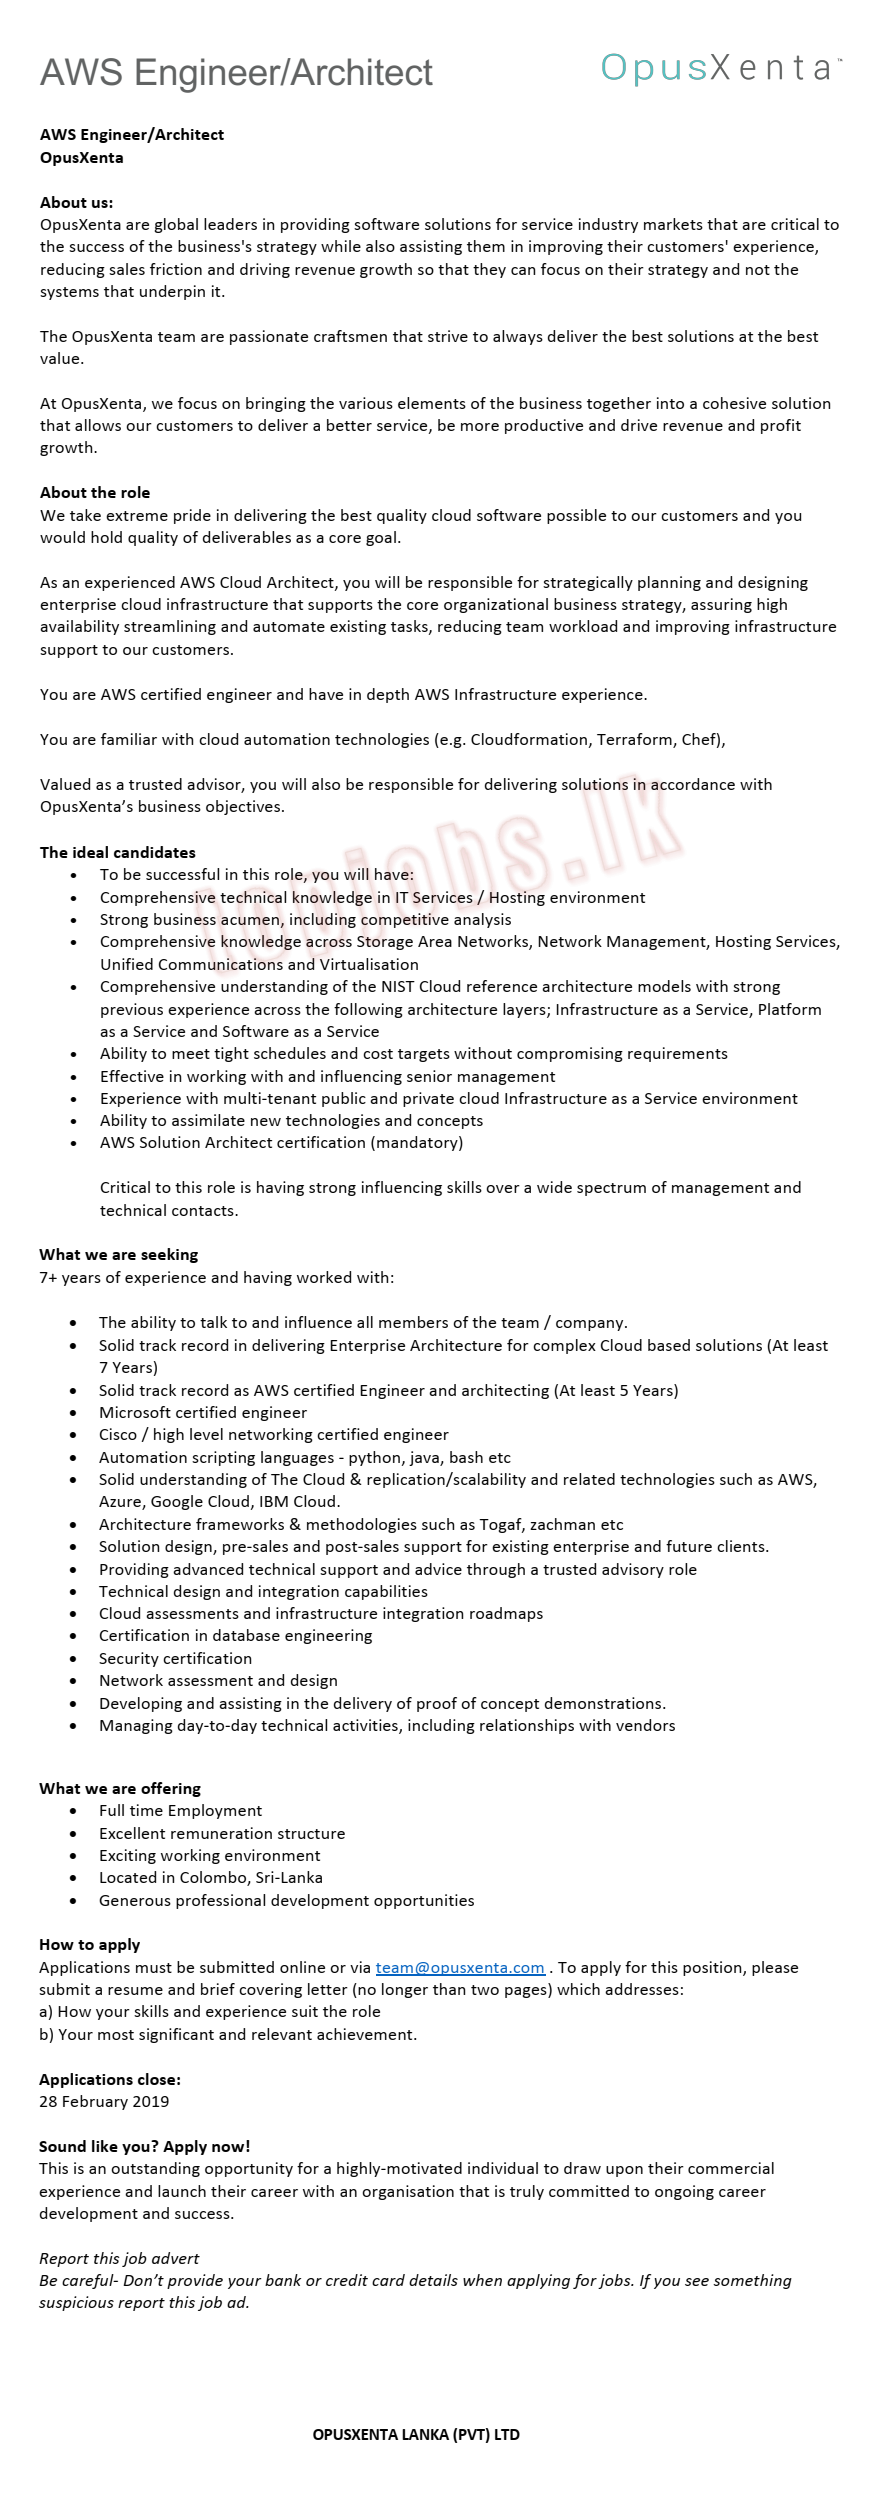 AWS Engineer/Architect
OpusXenta™
AWS Engineer/Architect
OpusXenta
About us:
OpusXenta are global leaders in providing software solutions for service industry markets that are critical to
the success of the business's strategy while also assisting them in improving their customers' experience,
reducing sales friction and driving revenue growth so that they can focus on their strategy and not the
systems that underpin it.
The OpusXenta team are passionate craftsmen that strive to always deliver the best solutions at the best
value.
At OpusXenta, we focus on bringing the various elements of the business together into a cohesive solution
that allows our customers to deliver a better service, be more productive and drive revenue and profit
growth.
About the role
We take extreme pride in delivering the best quality cloud software possible to our customers and you
would hold quality of deliverables as a core goal.
As an experienced AWS Cloud Architect, you will be responsible for strategically planning and designing
enterprise cloud infrastructure that supports the core organizational business strategy, assuring high
availability streamlining and automate existing tasks, reducing team workload and improving infrastructure
support to our customers.
You are AWS certified engineer and have in depth AWS Infrastructure experience.
You are familiar with cloud automation technologies (e.g. Cloudformation, Terraform, Chef),
Valued as a trusted advisor, you will also be responsible for delivering solutions in accordance with
OpusXenta’s business objectives.
topjobs.lk
The ideal candidates
• To be successful in this role, you will have:
• Comprehensive technical knowledge in IT Services / Hosting environment
• Strong business acumen, including competitive analysis
• Comprehensive knowledge across Storage Area Networks, Network Management, Hosting Services,
Unified Communications and Virtualisation
• Comprehensive understanding of the NIST Cloud reference architecture models with strong
previous experience across the following architecture layers; Infrastructure as a Service, Platform
as a Service and Software as a Service
• Ability to meet tight schedules and cost targets without compromising requirements
• Effective in working with and influencing senior management
• Experience with multi-tenant public and private cloud Infrastructure as a Service environment
• Ability to assimilate new technologies and concepts
• AWS Solution Architect certification (mandatory)
Critical to this role is having strong influencing skills over a wide spectrum of management and
technical contacts.
What we are seeking
7+ years of experience and having worked with:
• The ability to talk to and influence all members of the team / company.
• Solid track record in delivering Enterprise Architecture for complex Cloud based solutions (At least
7 Years)
• Solid track record as AWS certified Engineer and architecting (At least 5 Years)
• Microsoft certified engineer
• Cisco / high level networking certified engineer
• Automation scripting languages - python, java, bash etc
• Solid understanding of The Cloud & replication/scalability and related technologies such as AWS,
Azure, Google Cloud, IBM Cloud.
• Architecture frameworks & methodologies such as Togaf, zachman etc
• Solution design, pre-sales and post-sales support for existing enterprise and future clients.
• Providing advanced technical support and advice through a trusted advisory role
• Technical design and integration capabilities
• Cloud assessments and infrastructure integration roadmaps
• Certification in database engineering
• Security certification
• Network assessment and design
• Developing and assisting in the delivery of proof of concept demonstrations.
• Managing day-to-day technical activities, including relationships with vendors
What we are offering
• Full time Employment
• Excellent remuneration structure
• Exciting working environment
• Located in Colombo, Sri-Lanka
• Generous professional development opportunities
How to apply
Applications must be submitted online or via team@opusxenta.com . To apply for this position, please
submit a resume and brief covering letter (no longer than two pages) which addresses:
a) How your skills and experience suit the role
b) Your most significant and relevant achievement.
Applications close:
28 February 2019
Sound like you? Apply now!
This is an outstanding opportunity for a highly-motivated individual to draw upon their commercial
experience and launch their career with an organisation that is truly committed to ongoing career
development and success.
Report this job advert
Be careful- Don’t provide your bank or credit card details when applying for jobs. If you see something
suspicious report this job ad.
OPUSXENTA LANKA (PVT) LTD